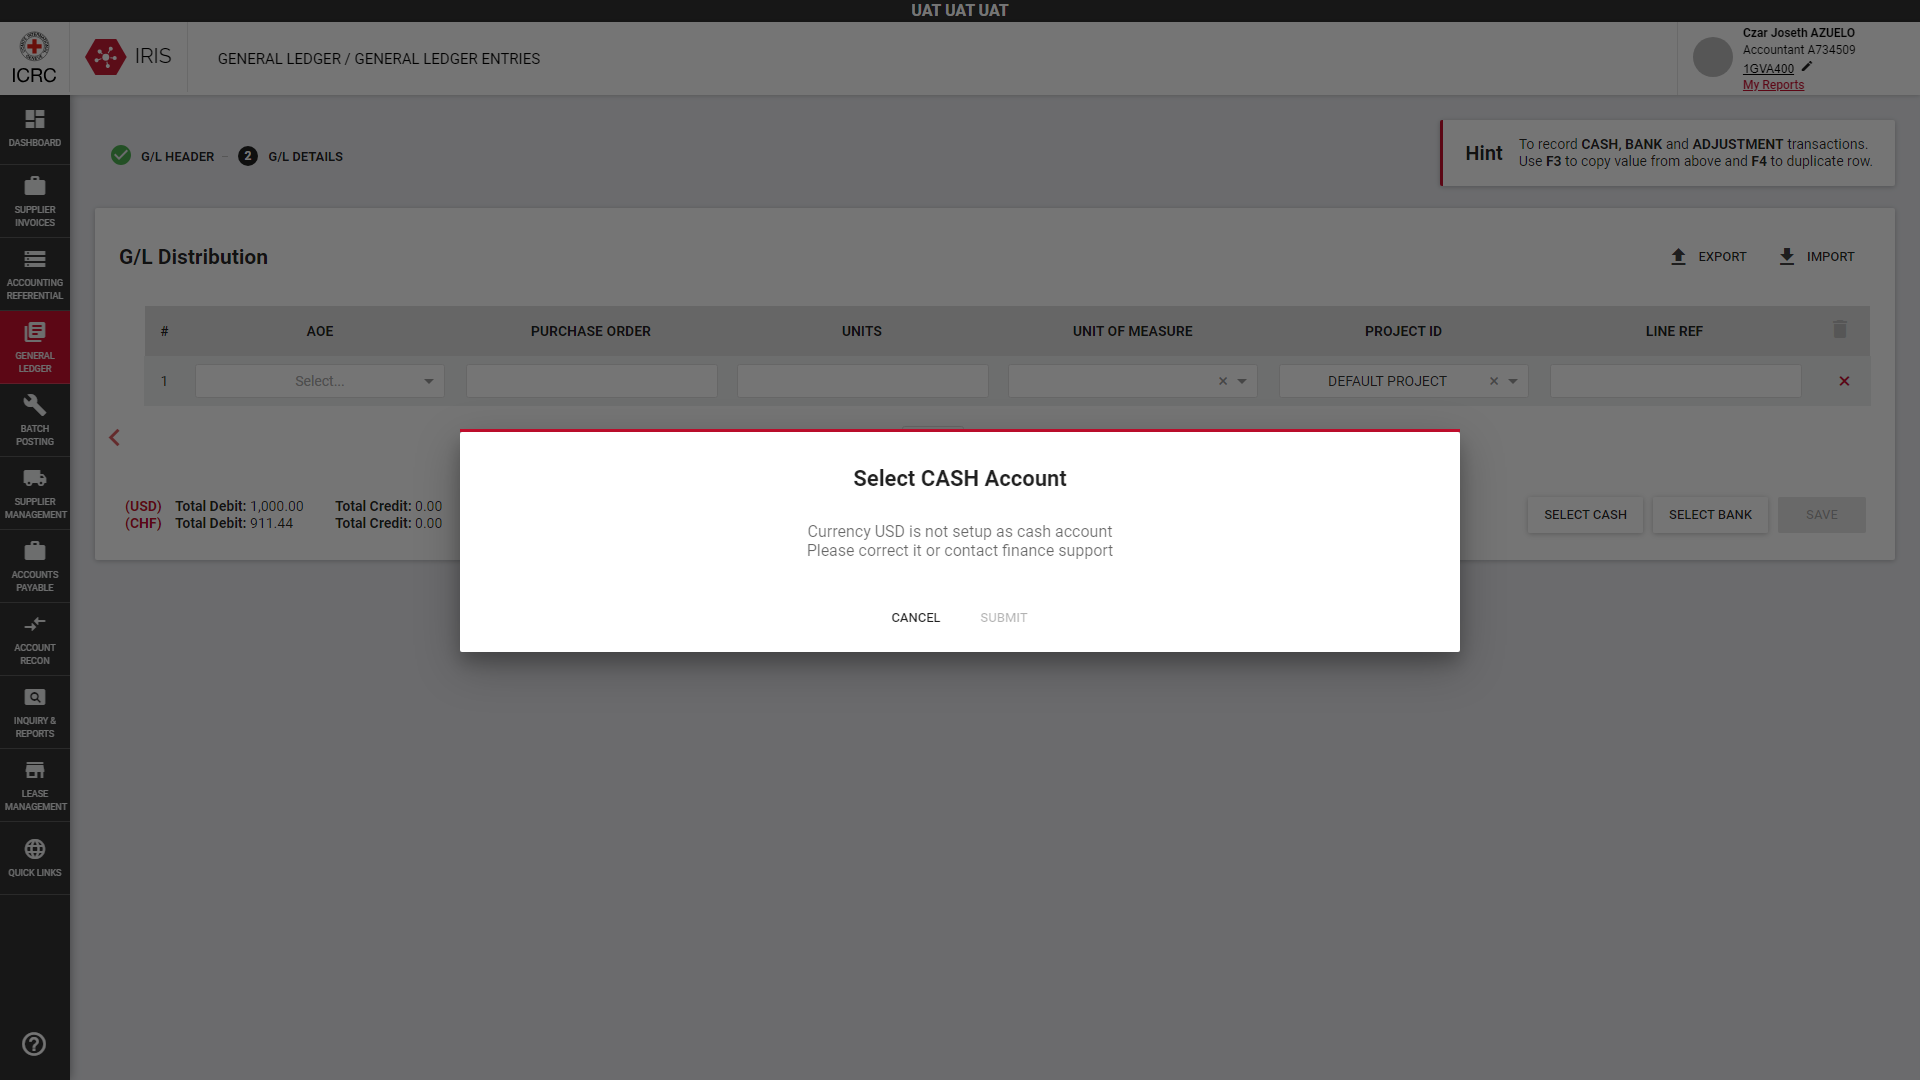 UAT UAT UAT
ICRC
IRIS
GENERAL LEDGER / GENERAL LEDGER ENTRIES
Czar Joseth AZUELO
Accountant A734509
1GVA400
My Reports
DASHBOARD
SUPPLIER
INVOICES
ACCOUNTING
REFERENTIAL
GENERAL
LEDGER
BATCH
POSTING
SUPPLIER
MANAGEMENT
ACCOUNTS
PAYABLE
ACCOUNT
RECON
INQUIRY &
REPORTS
LEASE
MANAGEMENT
QUICK LINKS
G/L HEADER
2 G/L DETAILS
Hint
To record CASH, BANK and ADJUSTMENT transactions.
Use F3 to copy value from above and F4 to duplicate row.
G/L Distribution
EXPORT
IMPORT
# AOE PURCHASE ORDER UNITS UNIT OF MEASURE PROJECT ID LINE REF
1 Select... DEFAULT PROJECT
(USD) Total Debit: 1,000.00 Total Credit: 0.00
(CHF) Total Debit: 911.44 Total Credit: 0.00
SELECT CASH
SELECT BANK
SAVE
Select CASH Account
Currency USD is not setup as cash account
Please correct it or contact finance support
CANCEL
SUBMIT